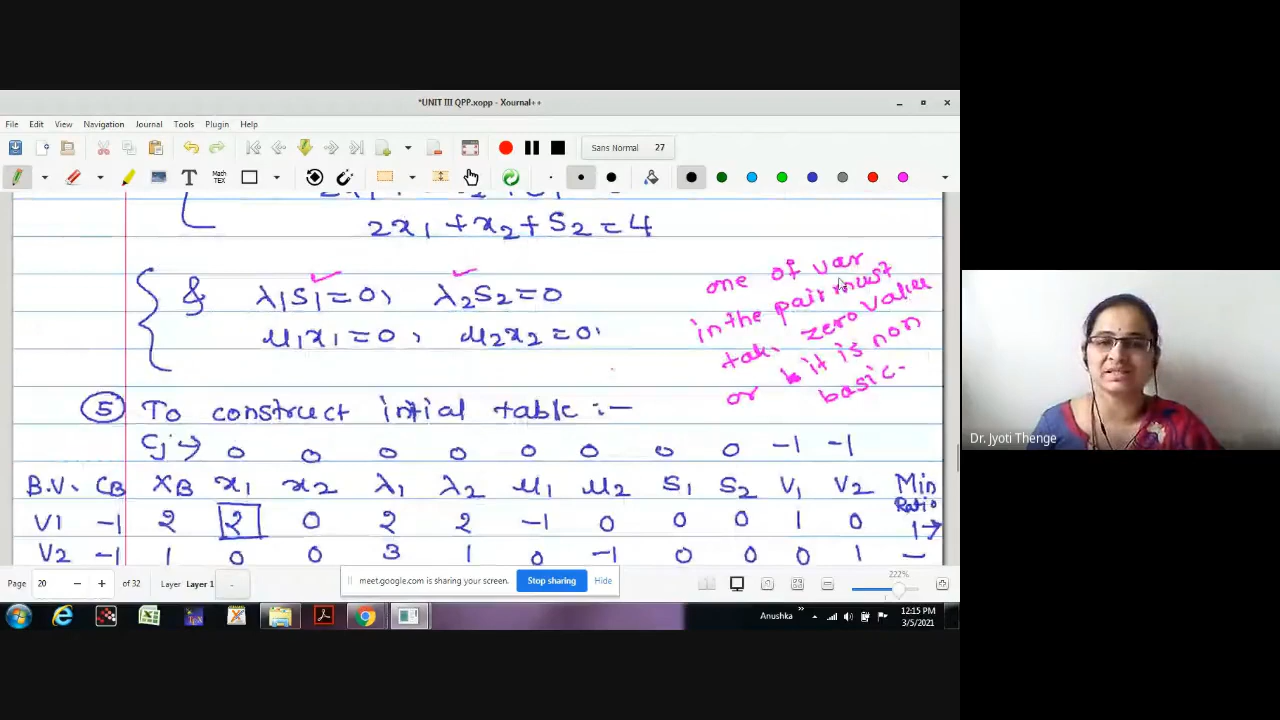 *UNIT III QPP.xopp - Xournal++
File Edit View Navigation Journal Tools Plugin Help
Sans Normal 27
2x1 + x2 + S2 = 4
& λ1S1 = 0, λ2S2 = 0
μ1x1 = 0, μ2x2 = 0,
one of var
in the pair must
take zero value
or it is non
basic.
5 To construct initial table :-
Cj → 0 0 0 0 0 0 0 0 -1 -1
B.V. CB XB x1 x2 λ1 λ2 μ1 μ2 S1 S2 V1 V2 Min Ratio
V1 -1 2 2 0 2 2 -1 0 0 0 1 0 1→
V2 -1 1 0 0 3 1 0 -1 0 0 0 1 —
Page 20 of 32 Layer Layer 1
meet.google.com is sharing your screen. Stop sharing Hide
222%
Anushka
12:15 PM
3/5/2021
Dr. Jyoti Thenge